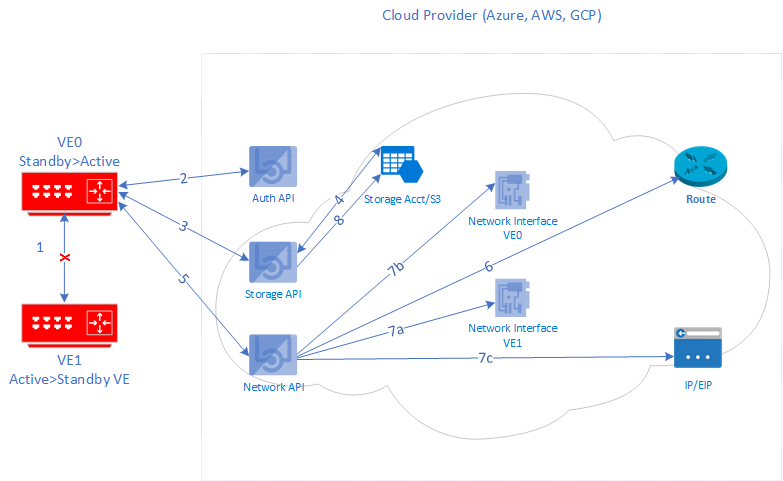 Cloud Provider (Azure, AWS, GCP)
VE0
Standby>Active
1
X
VE1
Active>Standby VE
2
3
5
Auth API
Storage API
Network API
4
8
Storage Acct/S3
7b
6
7a
7c
Network Interface
VE0
Network Interface
VE1
Route
IP/EIP